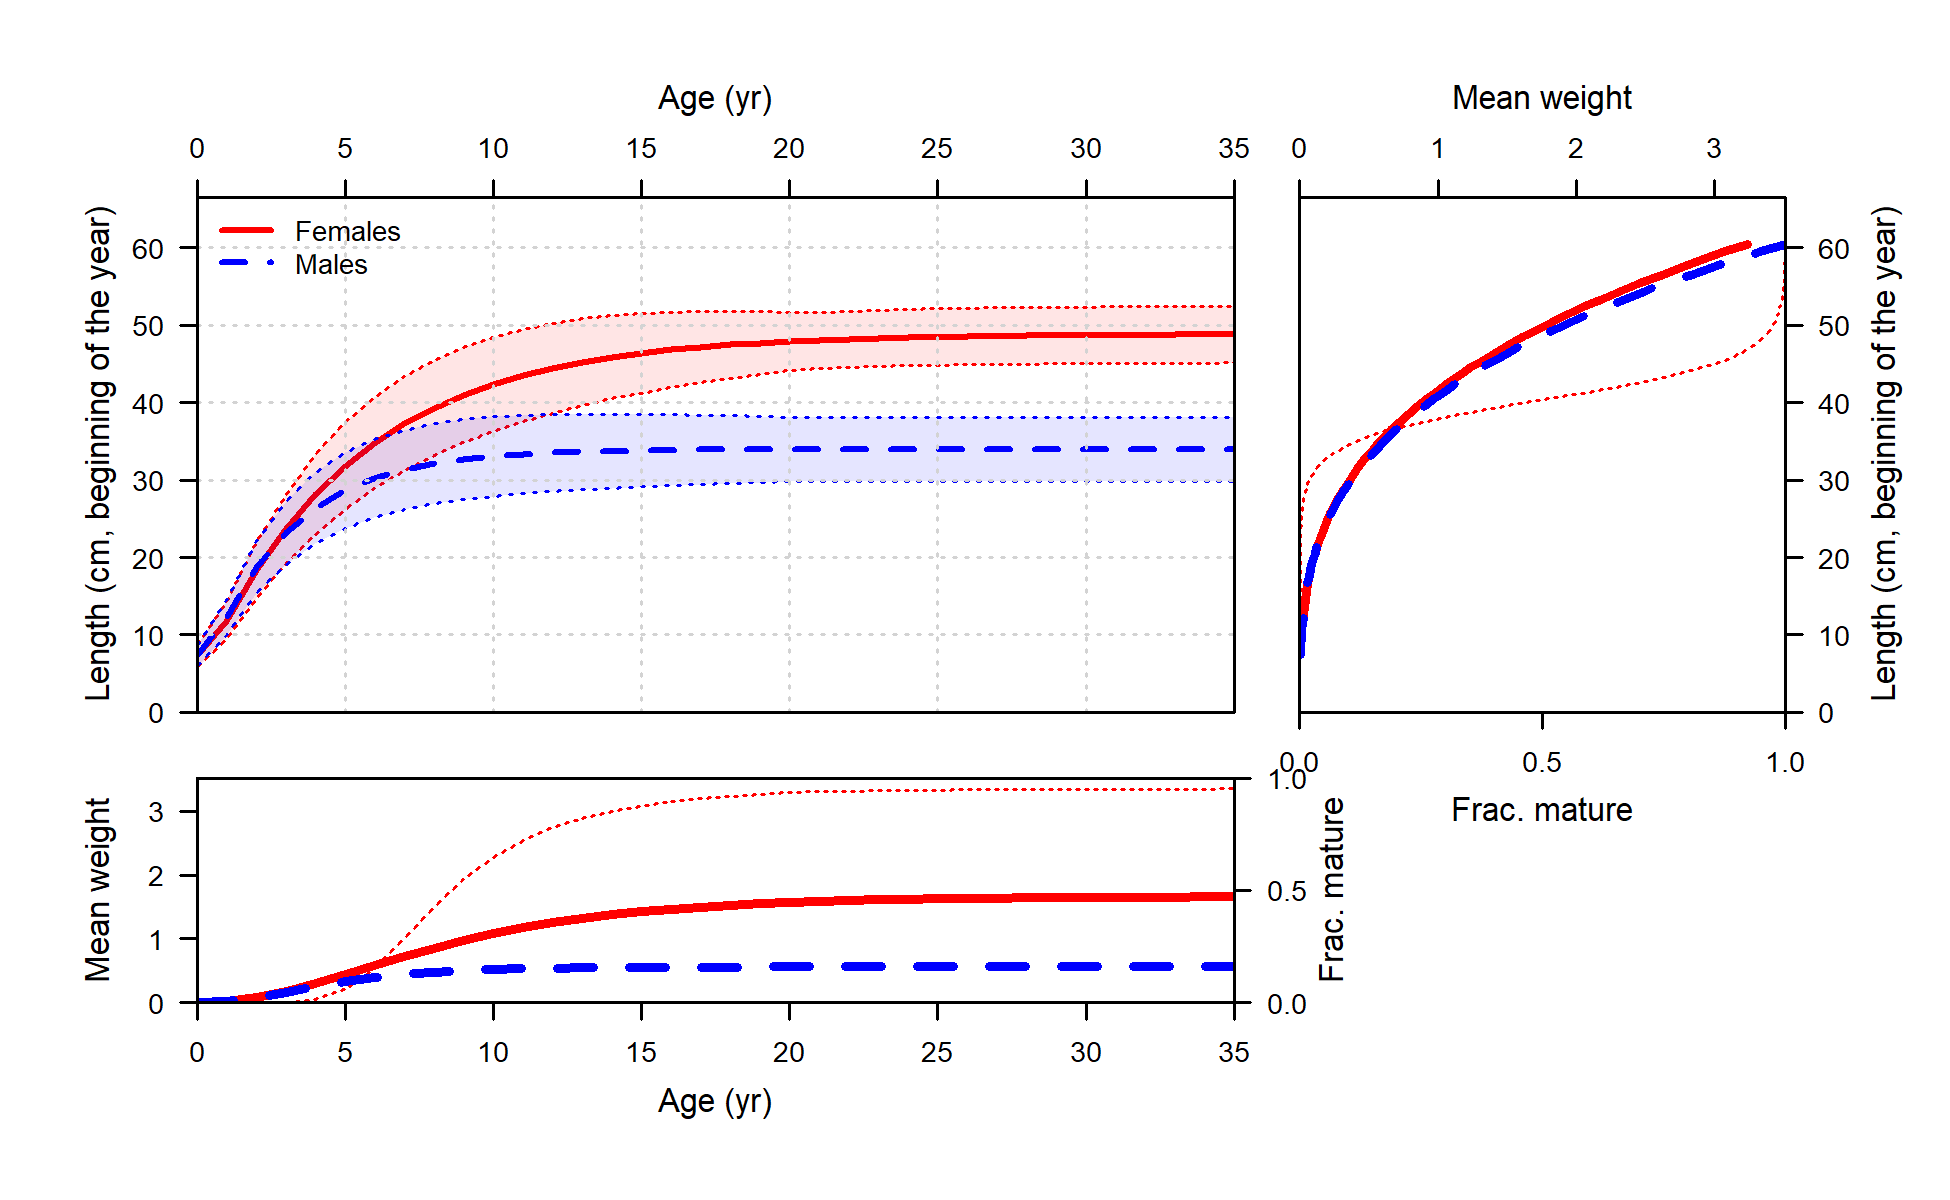 Age (yr)
Mean weight
0 5 10 15 20 25 30 35
0 1 2 3
Length (cm, beginning of the year)
0 10 20 30 40 50 60
Females
Males
0 10 20 30 40 50 60
Length (cm, beginning of the year)
0.0 0.5 1.0
Frac. mature
Mean weight
0 1 2 3
0.0 0.5 1.0
Frac. mature
0 5 10 15 20 25 30 35
Age (yr)